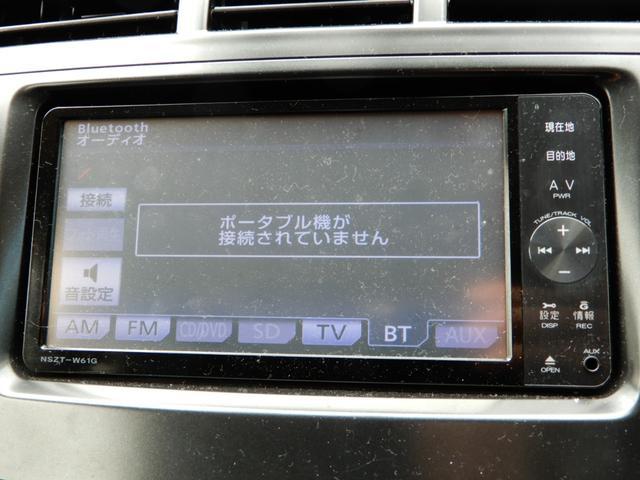 Bluetooth
オーディオ
接続
ポータブル機が
接続されていません
音設定
AM FM CD/DVD SD TV BT AUX
NSZT-W61G
現在地
目的地
AV
PWR
TUNE/TRACK VOL
+
−
設定 情報
DISP REC
OPEN
AUX